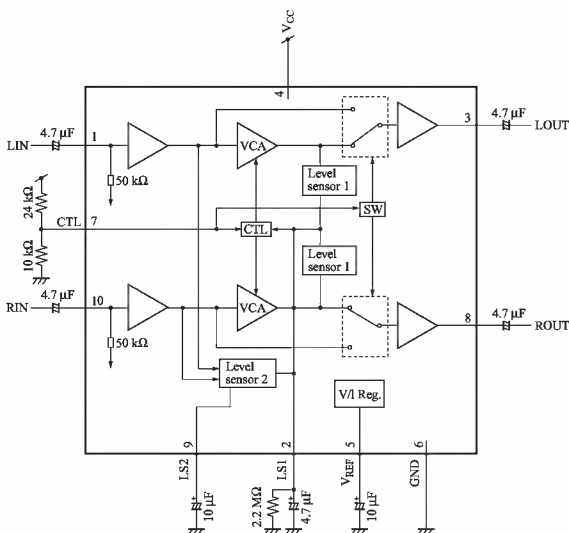 VCC
4
4.7 µF
1
LIN
50 kΩ
VCA
3
4.7 µF
LOUT
Level
sensor 1
24 kΩ
CTL
7
CTL
SW
10 kΩ
Level
sensor 1
RIN
4.7 µF
10
50 kΩ
VCA
8
4.7 µF
ROUT
Level
sensor 2
V/I Reg.
9
2
5
6
LS2
LS1
VREF
GND
+
10 µF
2.2 MΩ
+
4.7 µF
+
10 µF